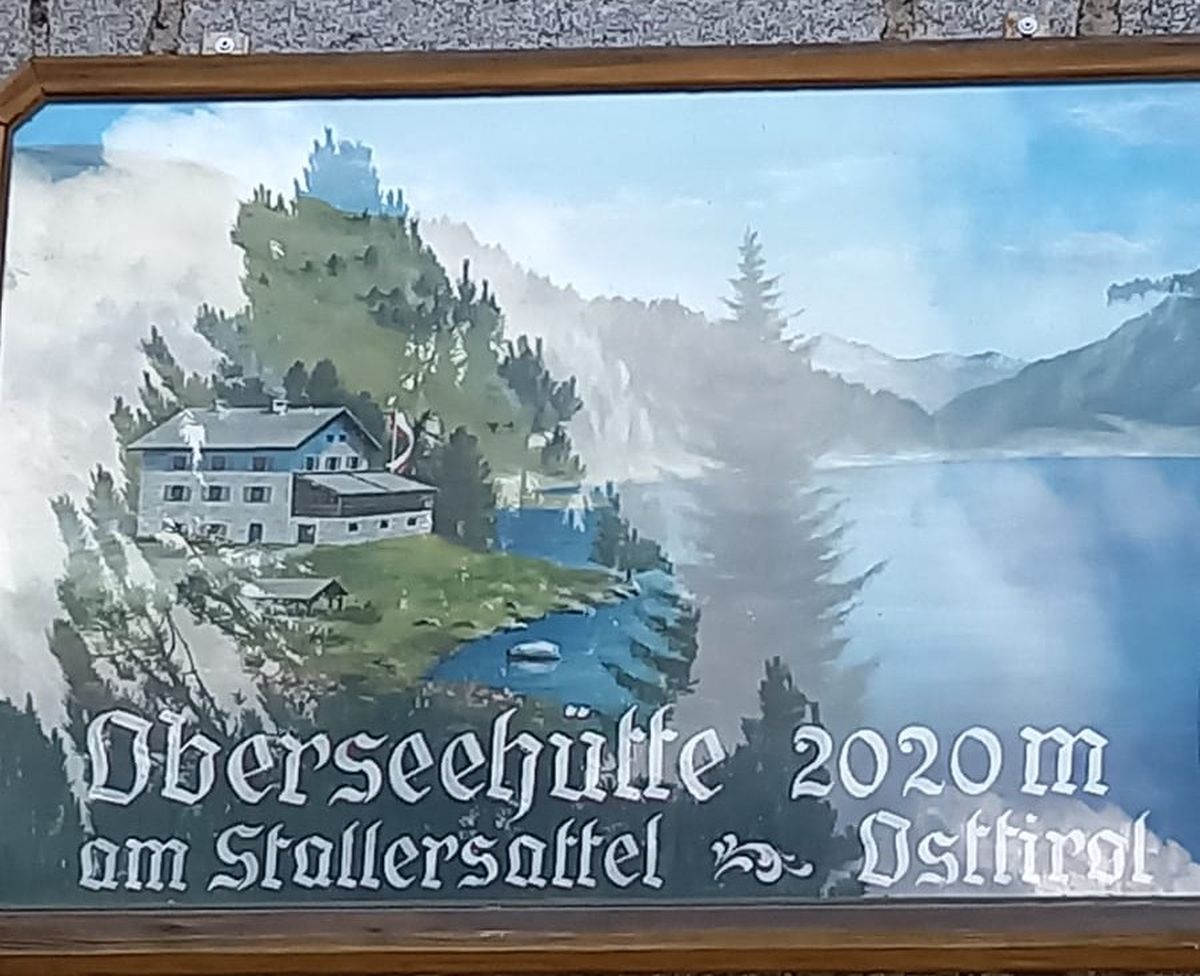 Oberseehütte 2020 m
am Stallersattel Osttirol